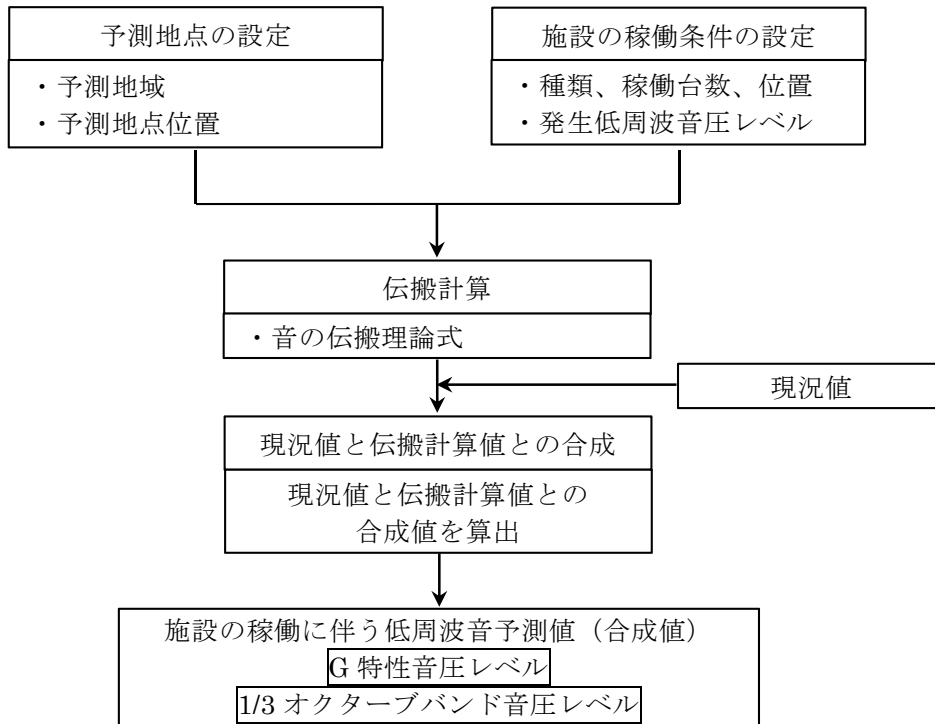 予測地点の設定
・予測地域
・予測地点位置
施設の稼働条件の設定
・種類、稼働台数、位置
・発生低周波音圧レベル
伝搬計算
・音の伝搬理論式
現況値
現況値と伝搬計算値との合成
現況値と伝搬計算値との
合成値を算出
施設の稼働に伴う低周波音予測値（合成値）
G 特性音圧レベル
1/3 オクターブバンド音圧レベル